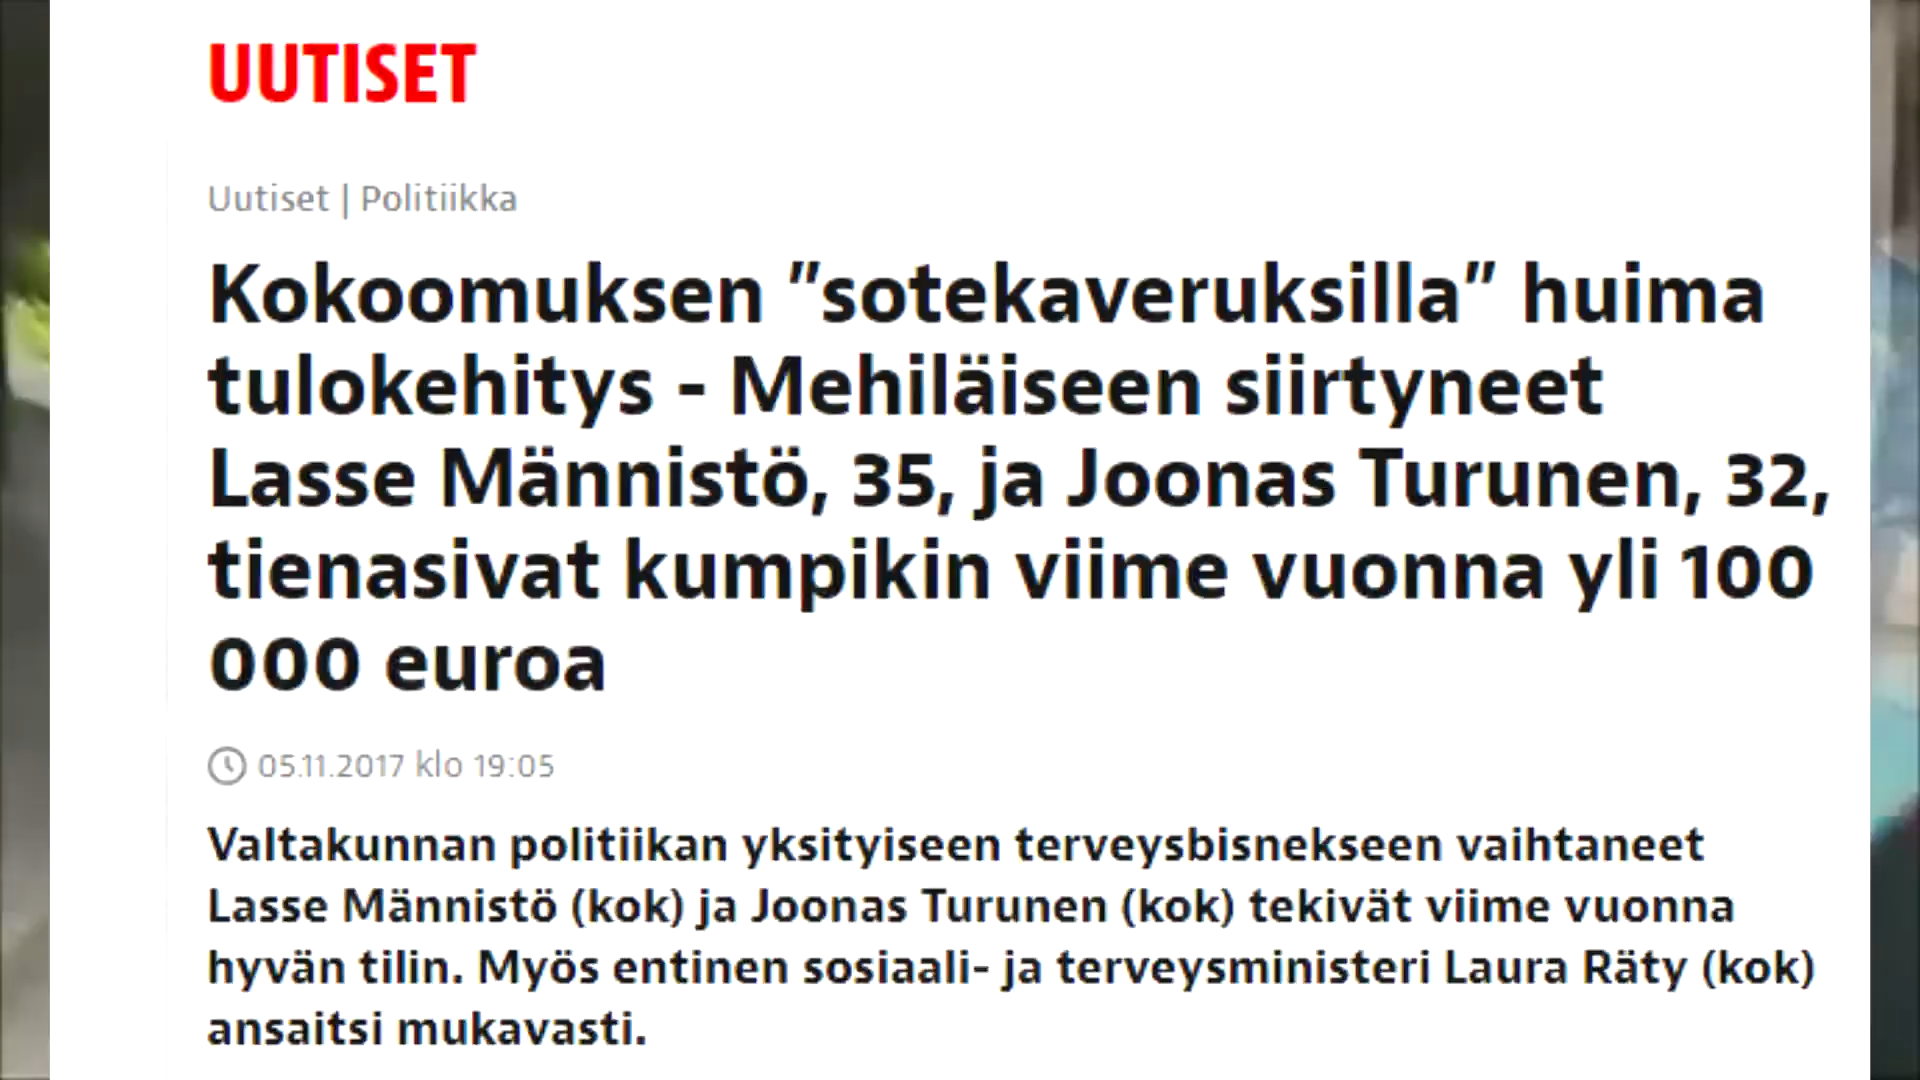 UUTISET
Uutiset | Politiikka
Kokoomuksen ”sotekaveruksilla” huima
tulokehitys - Mehiläiseen siirtyneet
Lasse Männistö, 35, ja Joonas Turunen, 32,
tienasivat kumpikin viime vuonna yli 100
000 euroa
05.11.2017 klo 19:05
Valtakunnan politiikan yksityiseen terveysbisnekseen vaihtaneet
Lasse Männistö (kok) ja Joonas Turunen (kok) tekivät viime vuonna
hyvän tilin. Myös entinen sosiaali- ja terveysministeri Laura Räty (kok)
ansaitsi mukavasti.